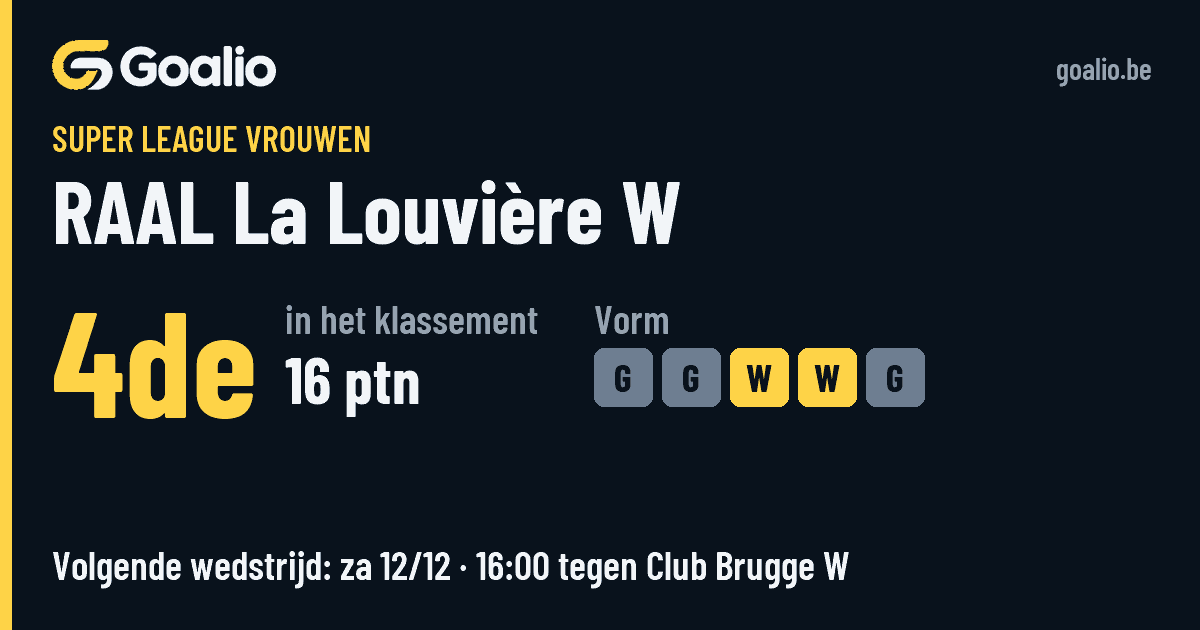 Goalio
goalio.be
SUPER LEAGUE VROUWEN
RAAL La Louvière W
4de
in het klassement
16 ptn
Vorm
G G W W G
Volgende wedstrijd: za 12/12 · 16:00 tegen Club Brugge W